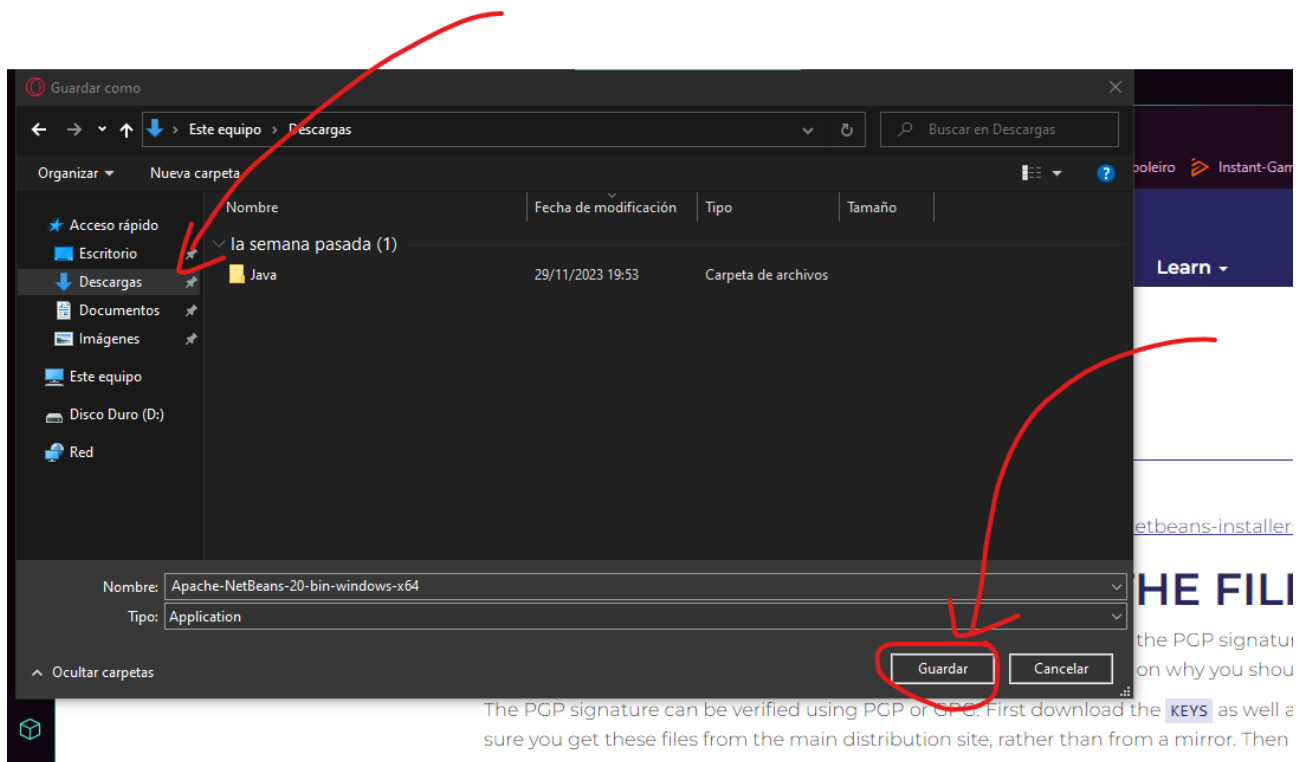 Guardar como
Este equipo > Descargas
Buscar en Descargas
Organizar
Nueva carpeta
?
Acceso rápido
Escritorio
Descargas
Documentos
Imágenes
Este equipo
Disco Duro (D:)
Red
Nombre Fecha de modificación Tipo Tamaño
la semana pasada (1)
Java 29/11/2023 19:53 Carpeta de archivos
Nombre: Apache-NetBeans-20-bin-windows-x64
Tipo: Application
Ocultar carpetas
Guardar
Cancelar
Instant-Gam
Learn
etbeans-installer
HE FIL
the PGP signatu
on why you shou
The PGP signature can be verified using PGP or GPG. First download the KEYS as well a
sure you get these files from the main distribution site, rather than from a mirror. Then